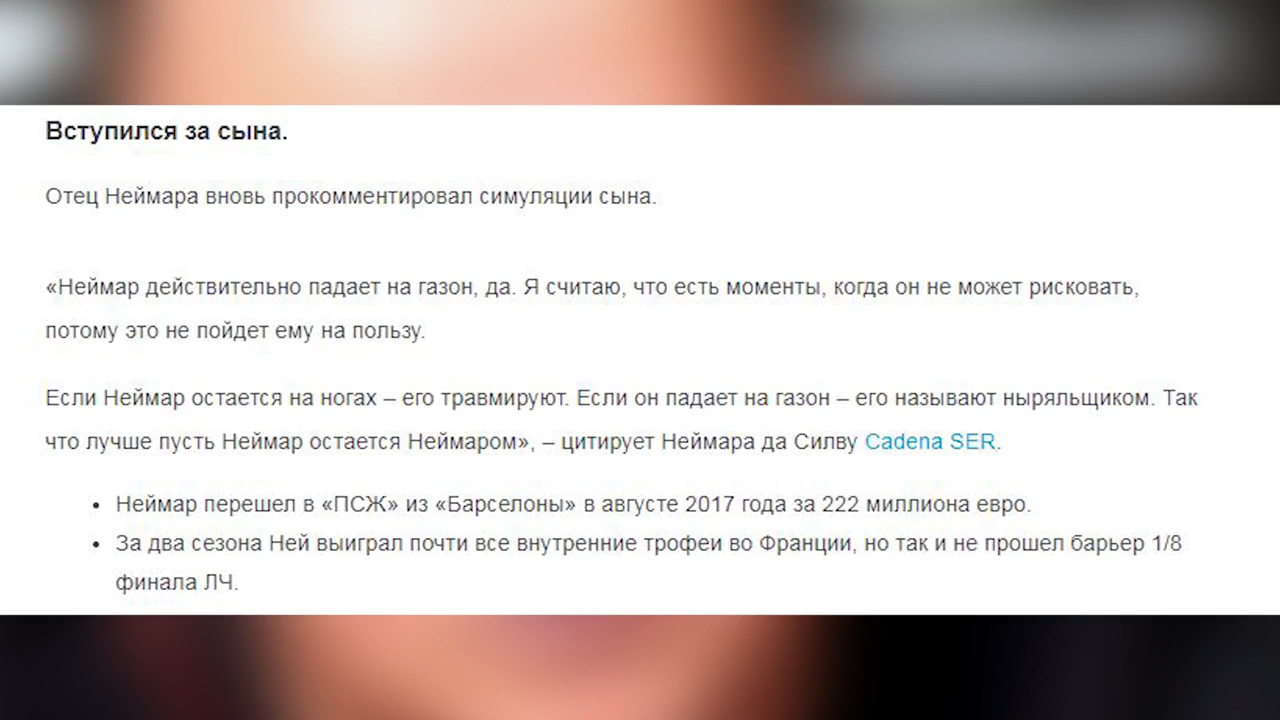 Вступился за сына.
Отец Неймара вновь прокомментировал симуляции сына.
«Неймар действительно падает на газон, да. Я считаю, что есть моменты, когда он не может рисковать,
потому это не пойдет ему на пользу.
Если Неймар остается на ногах – его травмируют. Если он падает на газон – его называют ныряльщиком. Так
что лучше пусть Неймар остается Неймаром», – цитирует Неймара да Силву Cadena SER.
• Неймар перешел в «ПСЖ» из «Барселоны» в августе 2017 года за 222 миллиона евро.
• За два сезона Ней выиграл почти все внутренние трофеи во Франции, но так и не прошел барьер 1/8
финала ЛЧ.